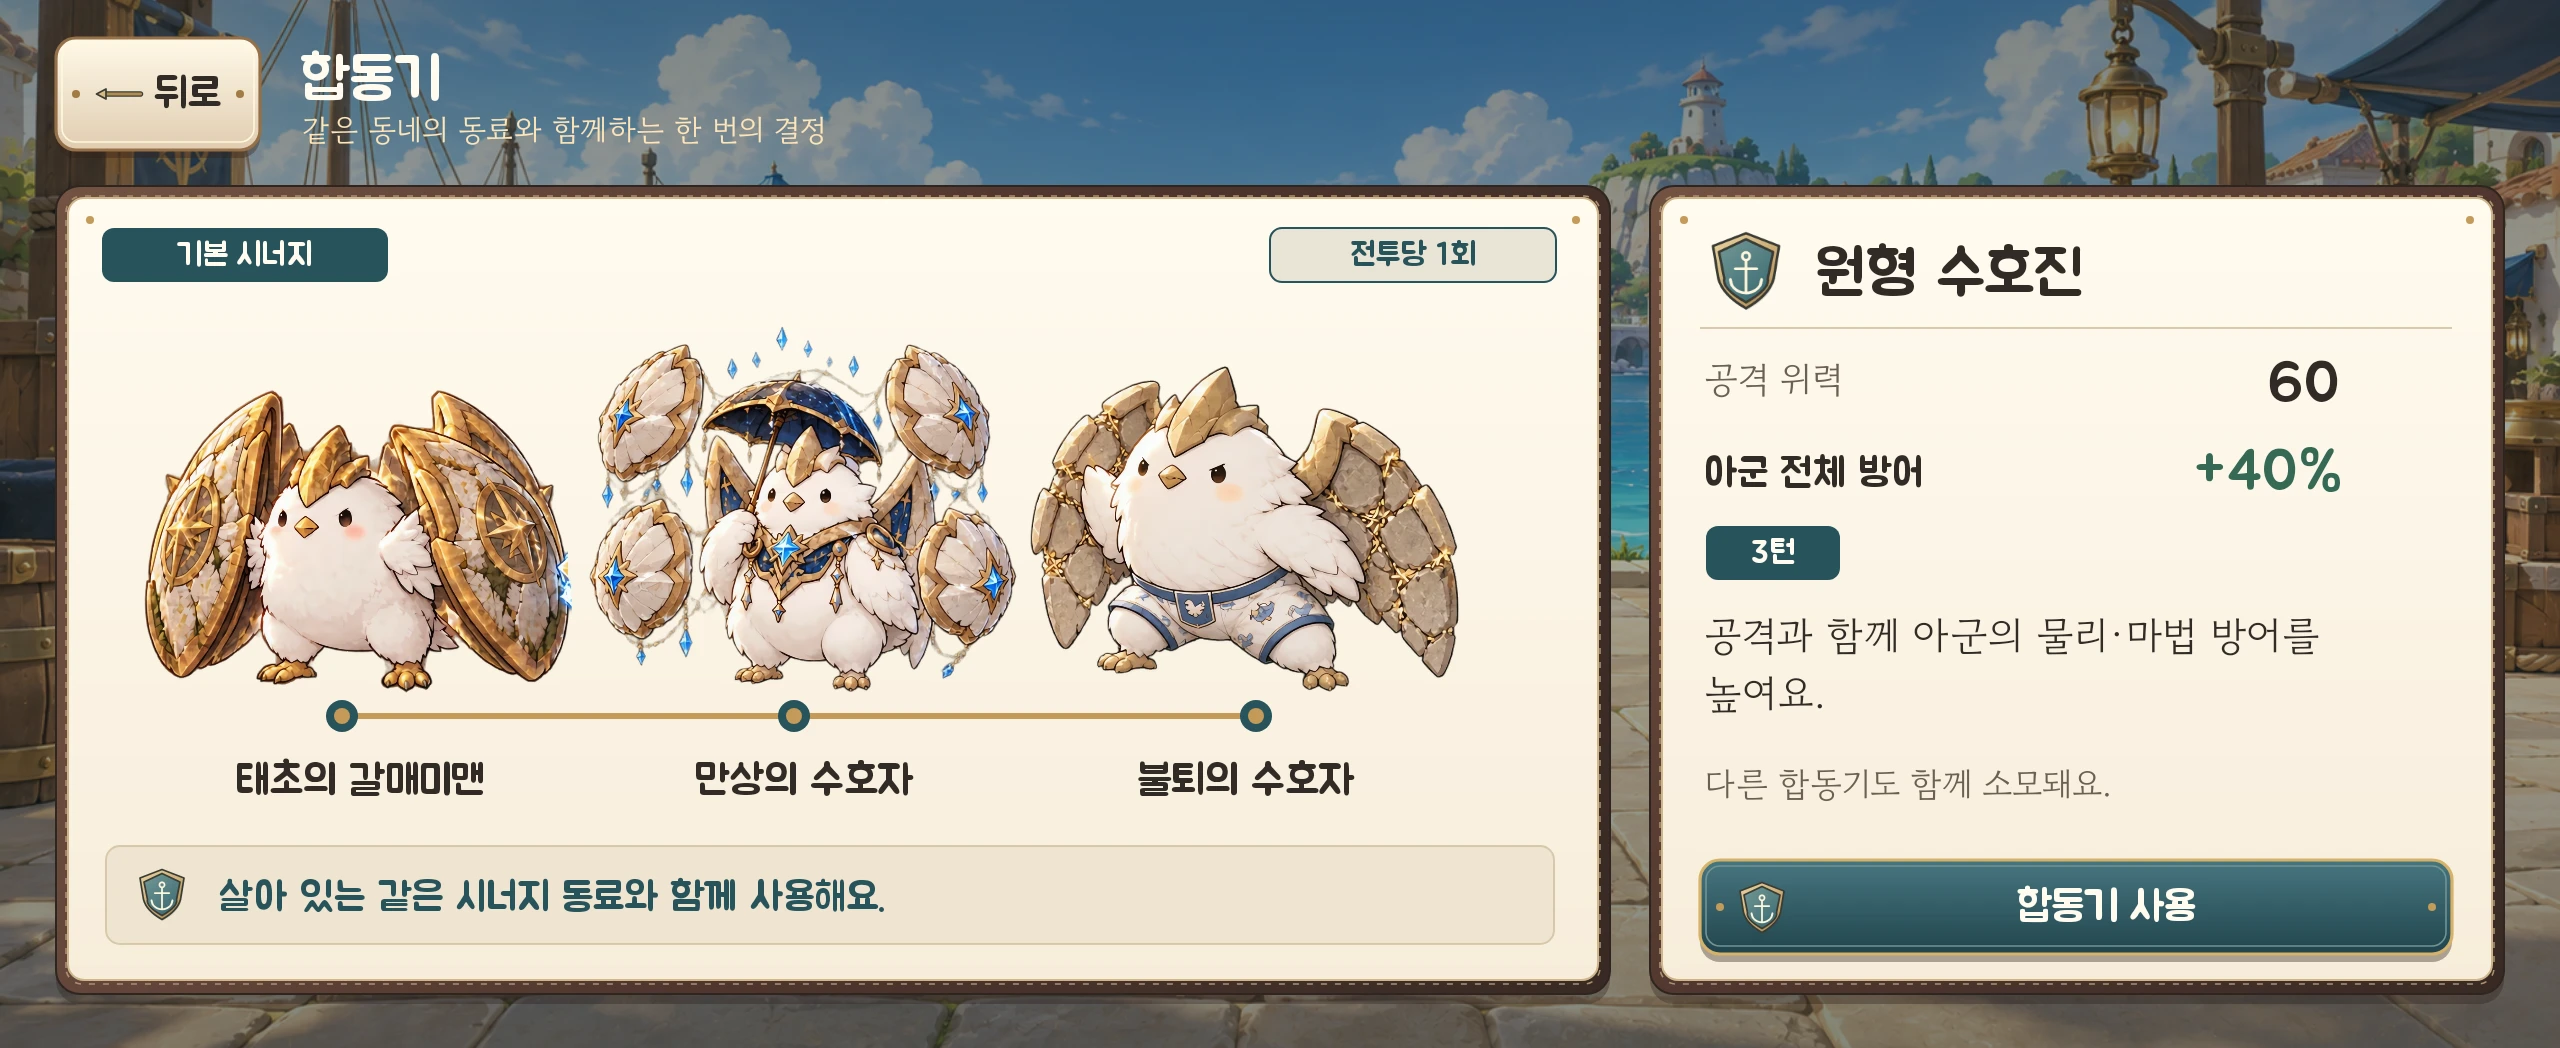 뒤로
합동기
같은 동네의 동료와 함께하는 한 번의 결정
기본 시너지
전투당 1회
태초의 갈매미맨
만상의 수호자
불퇴의 수호자
살아 있는 같은 시너지 동료와 함께 사용해요.
원형 수호진
공격 위력 60
아군 전체 방어 +40%
3턴
공격과 함께 아군의 물리·마법 방어를
높여요.
다른 합동기도 함께 소모돼요.
합동기 사용